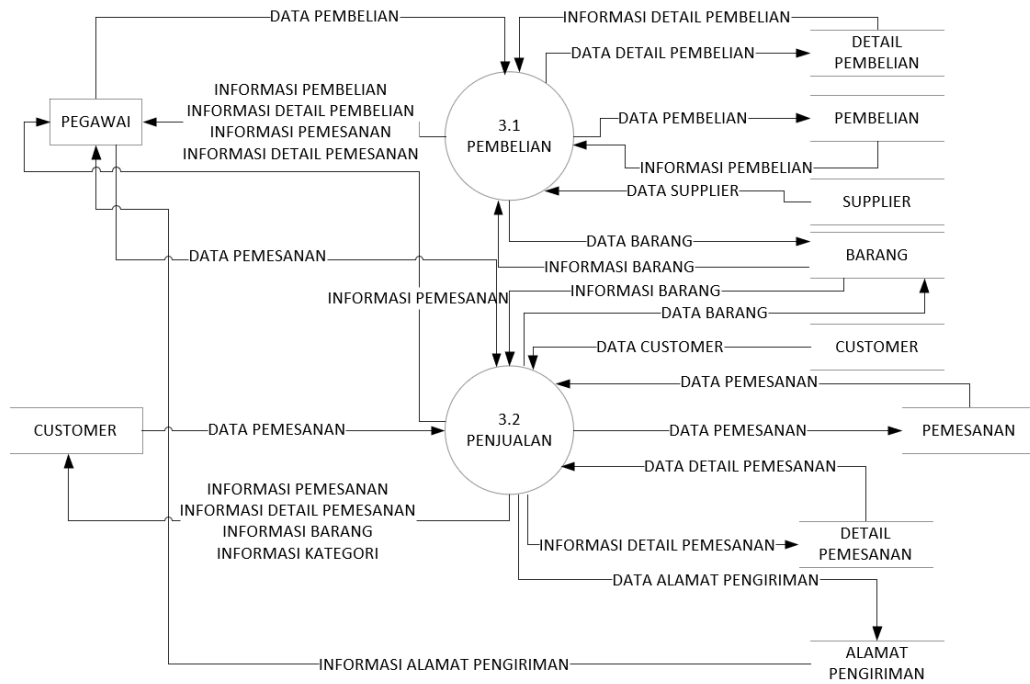 DATA PEMBELIAN
INFORMASI DETAIL PEMBELIAN
DATA DETAIL PEMBELIAN
DETAIL
PEMBELIAN
PEGAWAI
INFORMASI PEMBELIAN
INFORMASI DETAIL PEMBELIAN
INFORMASI PEMESANAN
INFORMASI DETAIL PEMESANAN
3.1
PEMBELIAN
DATA PEMBELIAN
PEMBELIAN
INFORMASI PEMBELIAN
DATA SUPPLIER
SUPPLIER
DATA BARANG
BARANG
DATA PEMESANAN
INFORMASI BARANG
INFORMASI BARANG
INFORMASI PEMESANAN
DATA BARANG
DATA CUSTOMER
CUSTOMER
DATA PEMESANAN
CUSTOMER
DATA PEMESANAN
3.2
PENJUALAN
DATA PEMESANAN
PEMESANAN
DATA DETAIL PEMESANAN
INFORMASI PEMESANAN
INFORMASI DETAIL PEMESANAN
INFORMASI BARANG
INFORMASI KATEGORI
INFORMASI DETAIL PEMESANAN
DETAIL
PEMESANAN
DATA ALAMAT PENGIRIMAN
INFORMASI ALAMAT PENGIRIMAN
ALAMAT
PENGIRIMAN